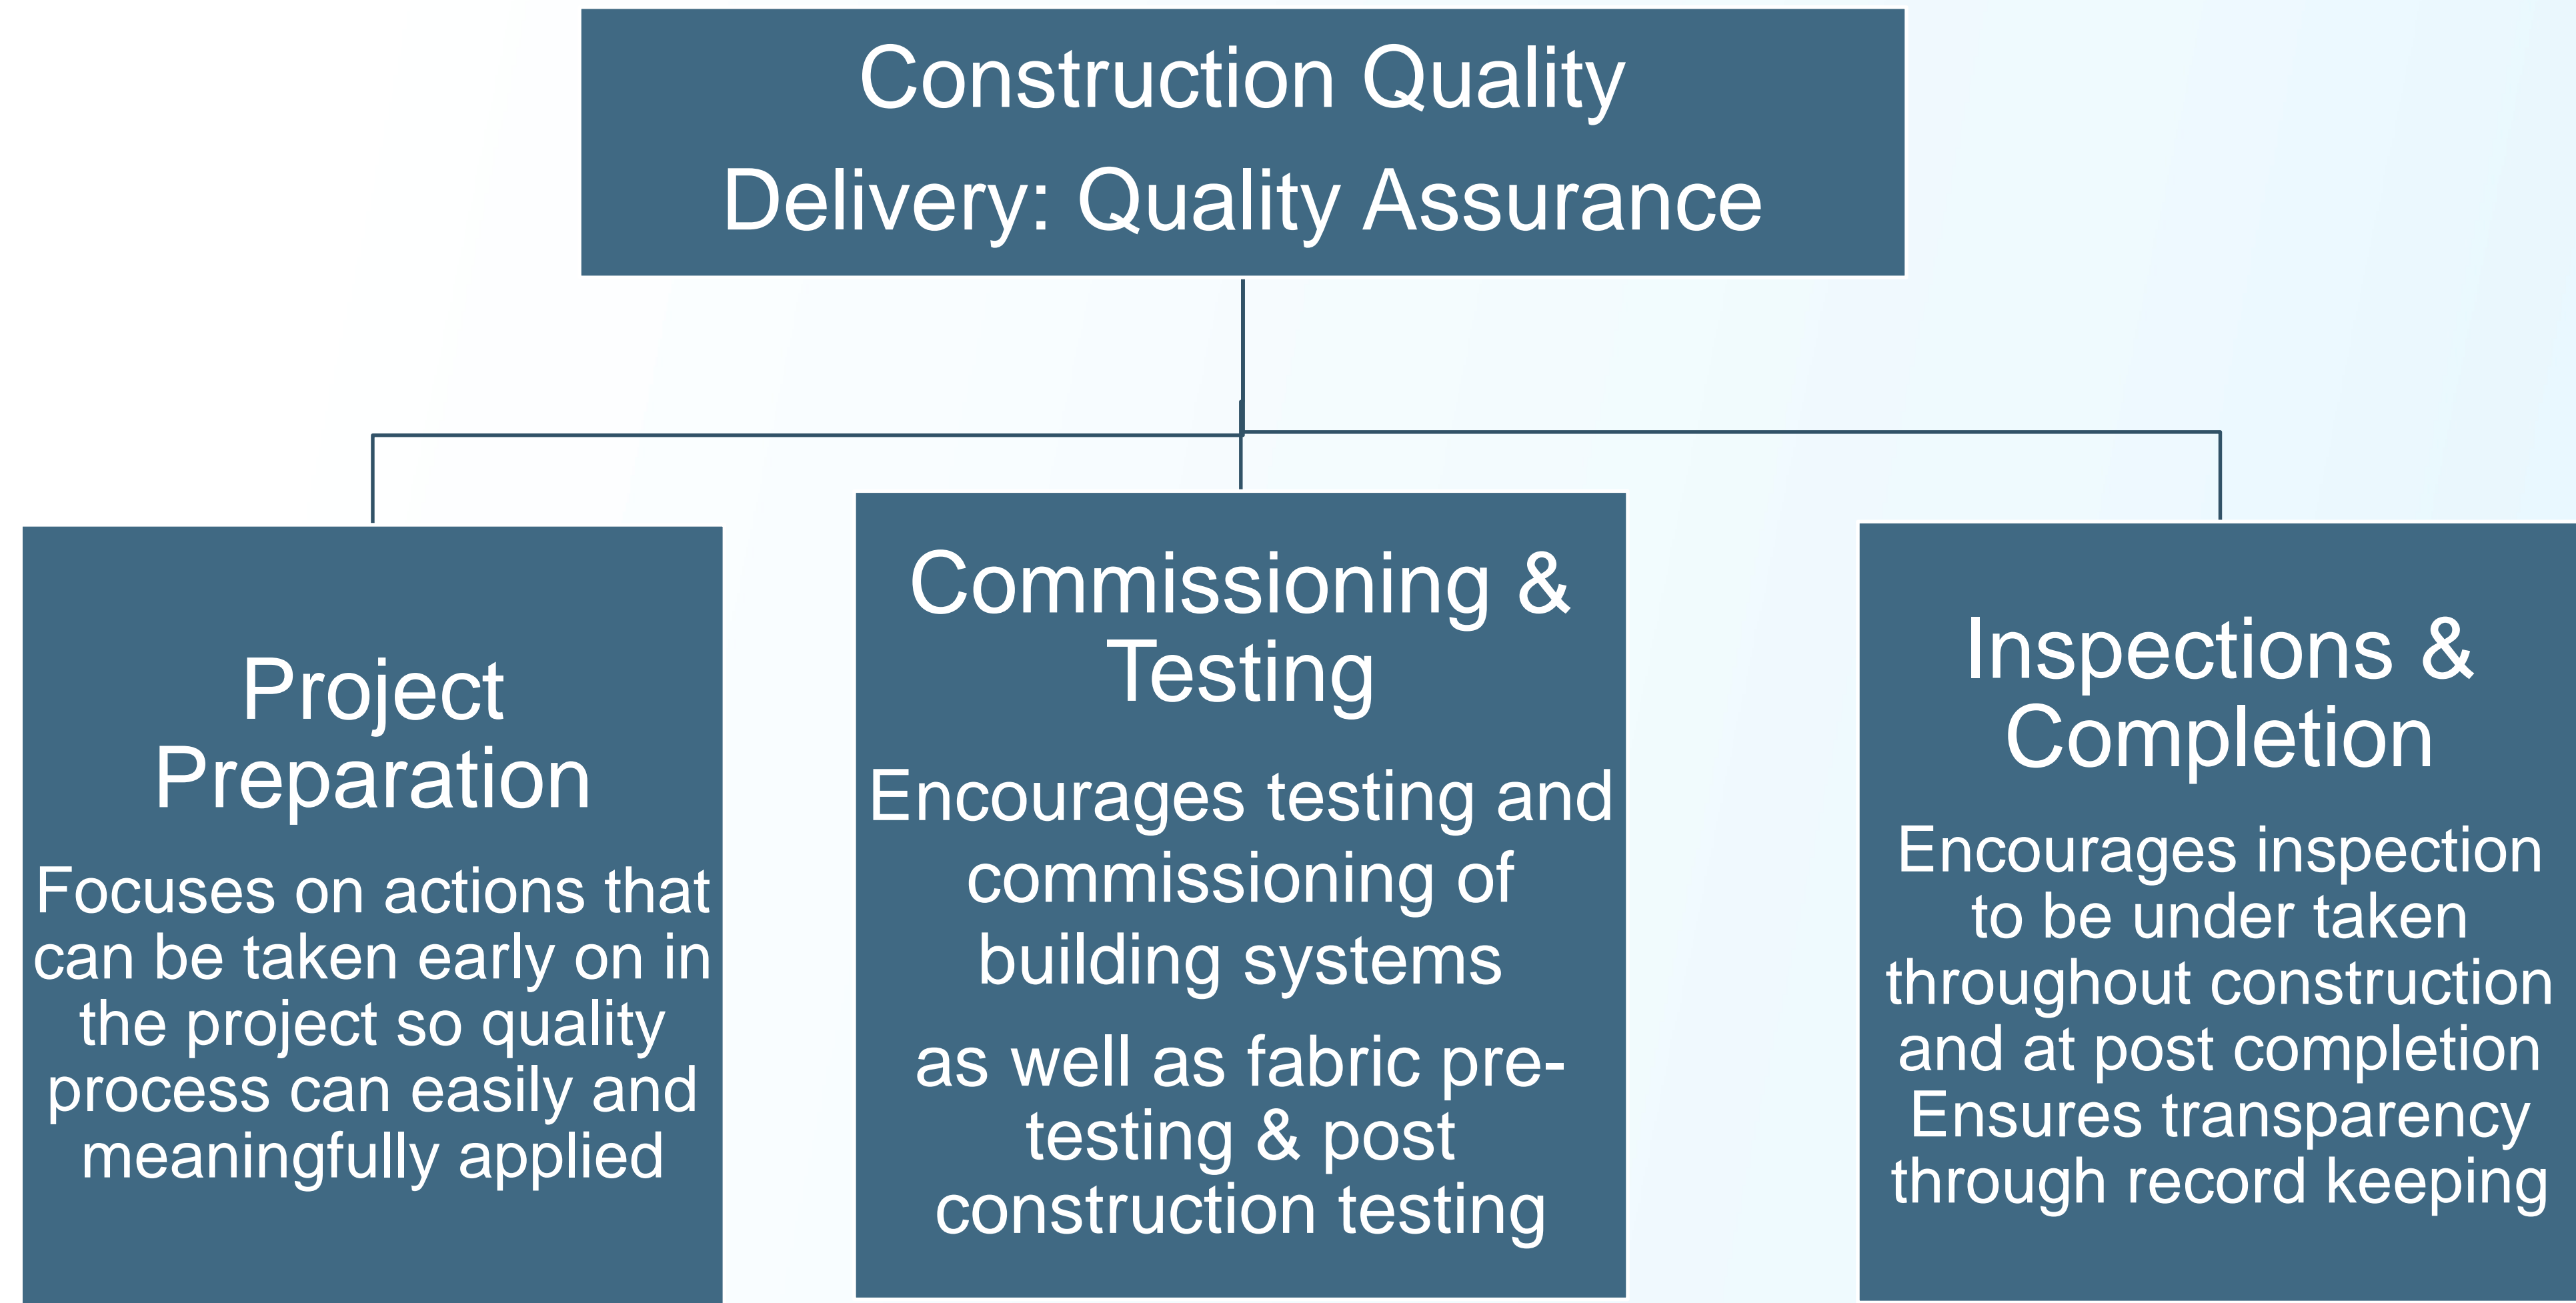 Construction Quality
Delivery: Quality Assurance
Project
Preparation
Focuses on actions that
can be taken early on in
the project so quality
process can easily and
meaningfully applied
Commissioning &
Testing
Encourages testing and
commissioning of
building systems
as well as fabric pre-
testing & post
construction testing
Inspections &
Completion
Encourages inspection
to be under taken
throughout construction
and at post completion
Ensures transparency
through record keeping